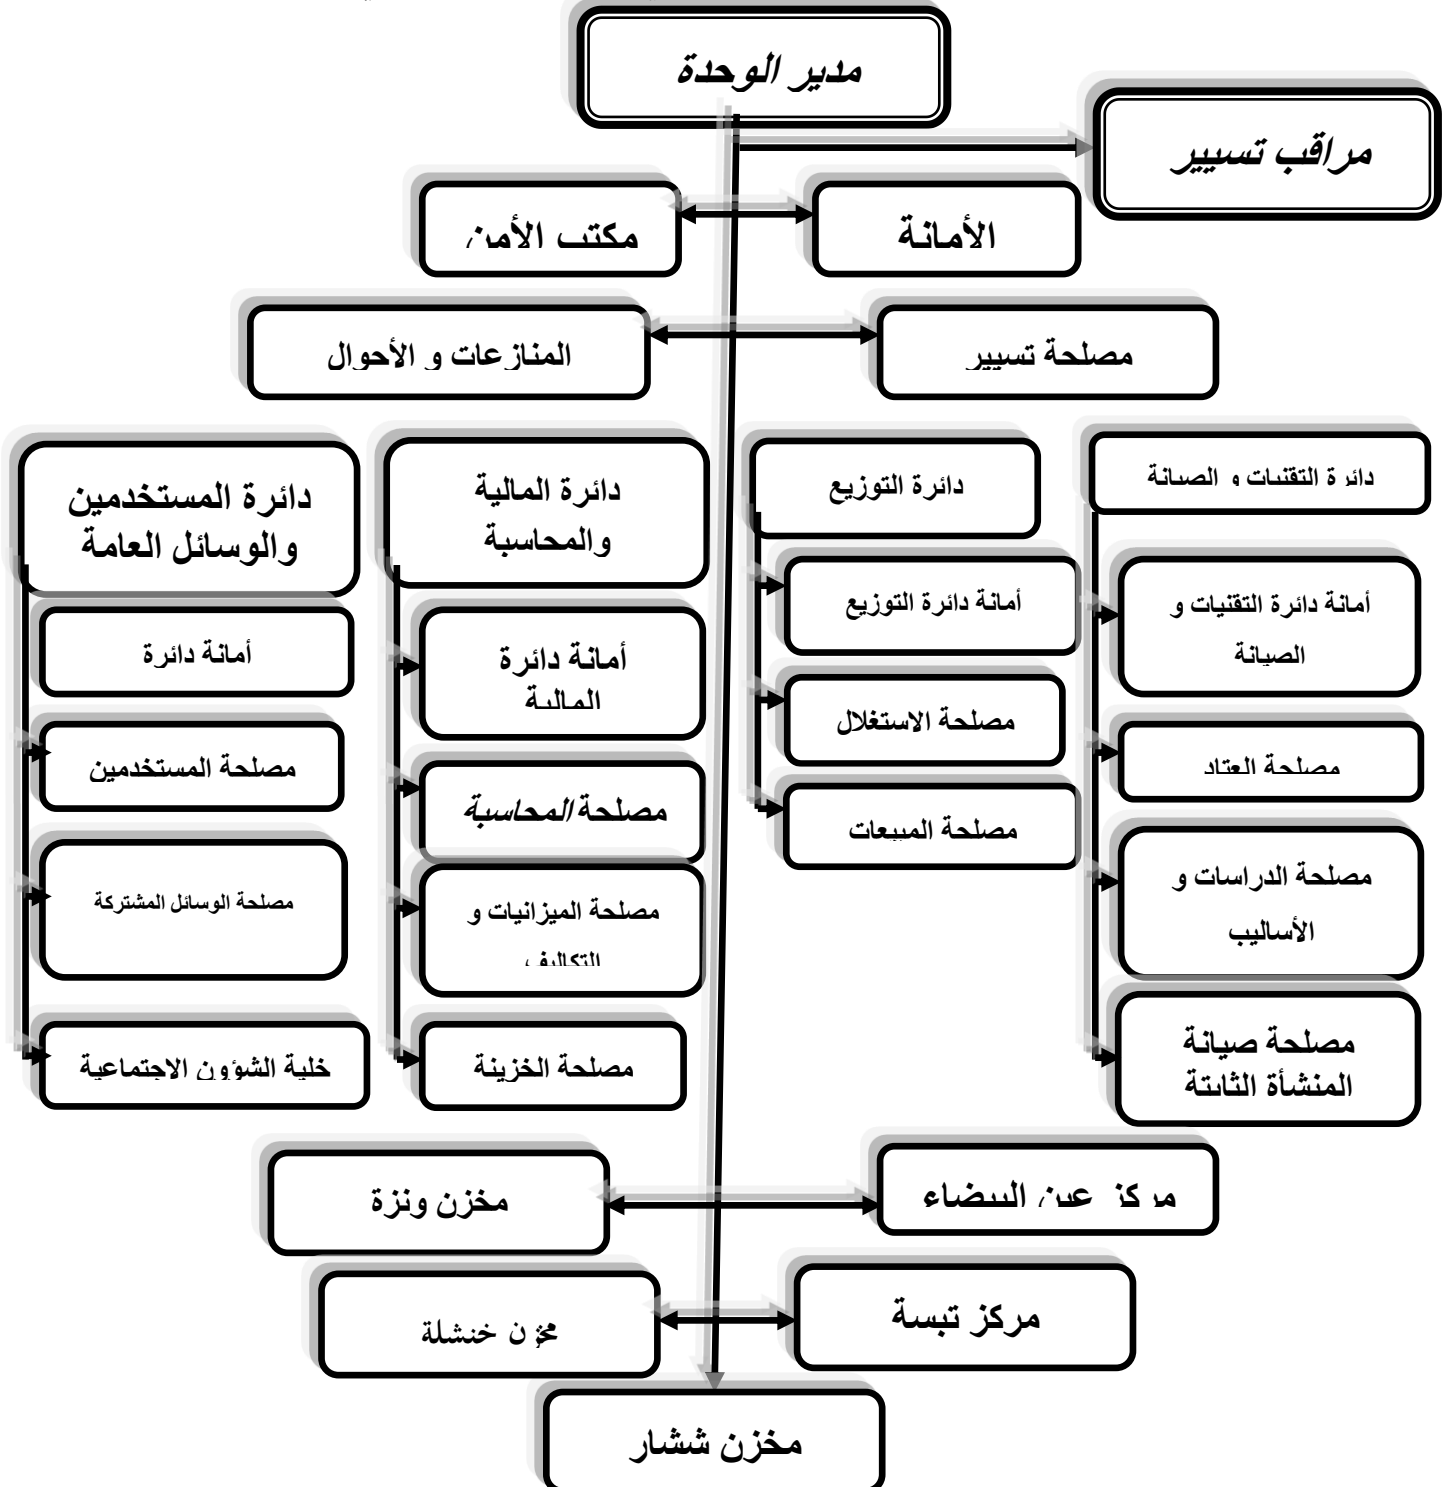 مدير الوحدة
مراقب تسيير
الأمانة
مكتب الأمن
مصلحة تسيير
المنازعات و الأحوال
دائرة التقنيات و الصيانة
أمانة دائرة التقنيات و
الصيانة
مصلحة العتاد
مصلحة الدراسات و
الأساليب
مصلحة صيانة
المنشأة الثابتة
دائرة التوزيع
أمانة دائرة التوزيع
مصلحة الاستغلال
مصلحة المبيعات
دائرة المالية
والمحاسبة
أمانة دائرة
المالية
مصلحة المحاسبة
مصلحة الميزانيات و
التكاليف
مصلحة الخزينة
دائرة المستخدمين
والوسائل العامة
أمانة دائرة
مصلحة المستخدمين
مصلحة الوسائل المشتركة
خلية الشؤون الاجتماعية
مركز عين البيضاء
مخزن ونزة
مركز تبسة
مخزن خنشلة
مخزن ششار